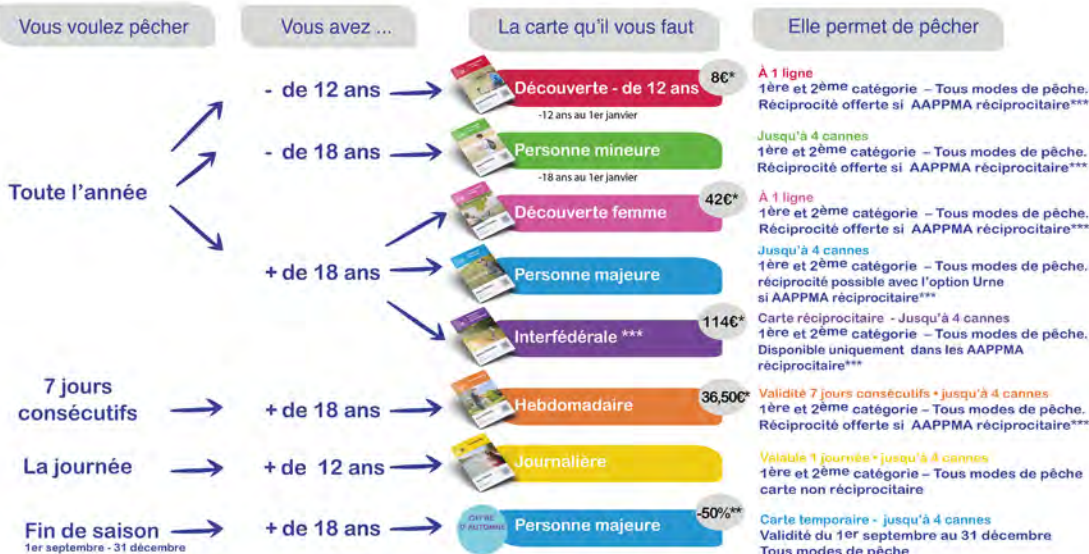 Vous voulez pêcher
Vous avez ...
La carte qu'il vous faut
Elle permet de pêcher
Toute l'année
- de 12 ans
Découverte - de 12 ans
8€*
-12 ans au 1er janvier
À 1 ligne
1ère et 2ème catégorie – Tous modes de pêche.
Réciprocité offerte si AAPPMA réciprocitaire***
- de 18 ans
Personne mineure
-18 ans au 1er janvier
Jusqu'à 4 cannes
1ère et 2ème catégorie – Tous modes de pêche.
Réciprocité offerte si AAPPMA réciprocitaire***
+ de 18 ans
Découverte femme
42€*
À 1 ligne
1ère et 2ème catégorie – Tous modes de pêche.
Réciprocité offerte si AAPPMA réciprocitaire***
Personne majeure
Jusqu'à 4 cannes
1ère et 2ème catégorie – Tous modes de pêche.
réciprocité possible avec l'option Urne
si AAPPMA réciprocitaire***
Interfédérale ***
114€*
Carte réciprocitaire - Jusqu'à 4 cannes
1ère et 2ème catégorie – Tous modes de pêche.
Disponible uniquement dans les AAPPMA
réciprocitaire***
7 jours
consécutifs
+ de 18 ans
Hebdomadaire
36,50€*
Validité 7 jours consécutifs • jusqu'à 4 cannes
1ère et 2ème catégorie – Tous modes de pêche.
Réciprocité offerte si AAPPMA réciprocitaire***
La journée
+ de 12 ans
Journalière
Valable 1 journée • jusqu'à 4 cannes
1ère et 2ème catégorie – Tous modes de pêche
carte non réciprocitaire
Fin de saison
1er septembre - 31 décembre
+ de 18 ans
OFFRE
D'AUTOMNE
Personne majeure
-50%**
Carte temporaire - jusqu'à 4 cannes
Validité du 1er septembre au 31 décembre
Tous modes de pêche